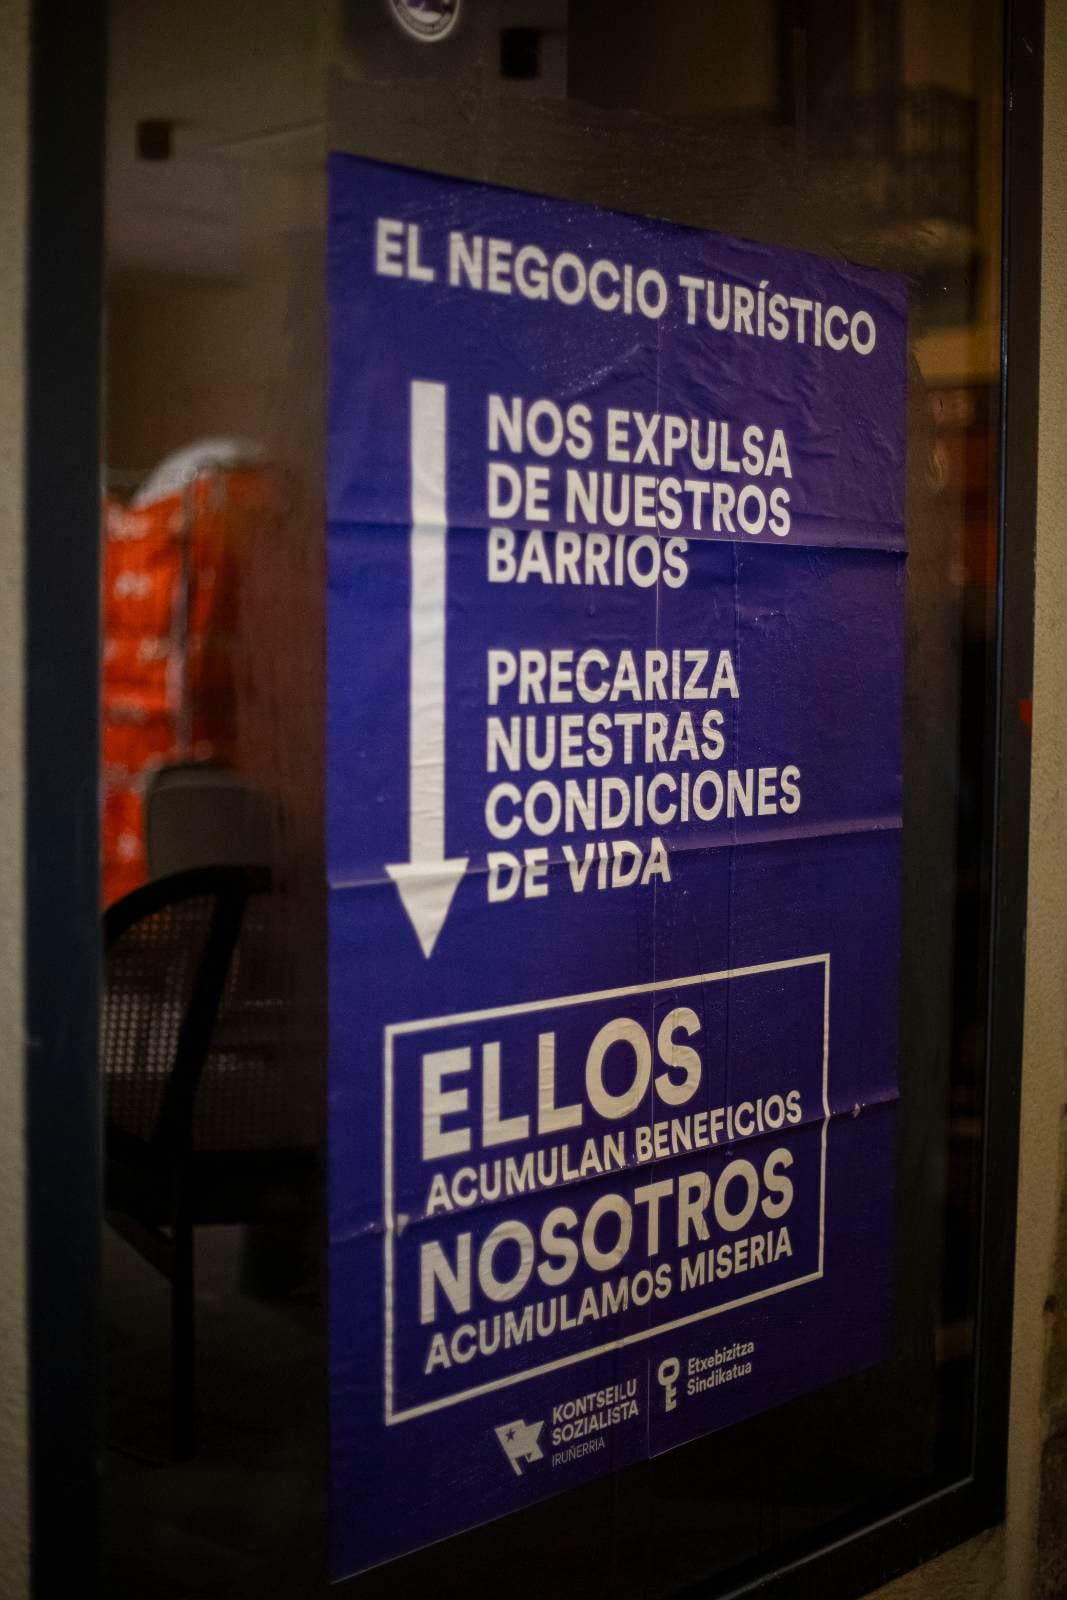 EL NEGOCIO TURÍSTICO
NOS EXPULSA
DE NUESTROS
BARRIOS
PRECARIZA
NUESTRAS
CONDICIONES
DE VIDA
ELLOS
ACUMULAN BENEFICIOS
NOSOTROS
ACUMULAMOS MISERIA
KONTSEILU
SOZIALISTA
IRUÑERRIA
Etxebizitza
Sindikatua